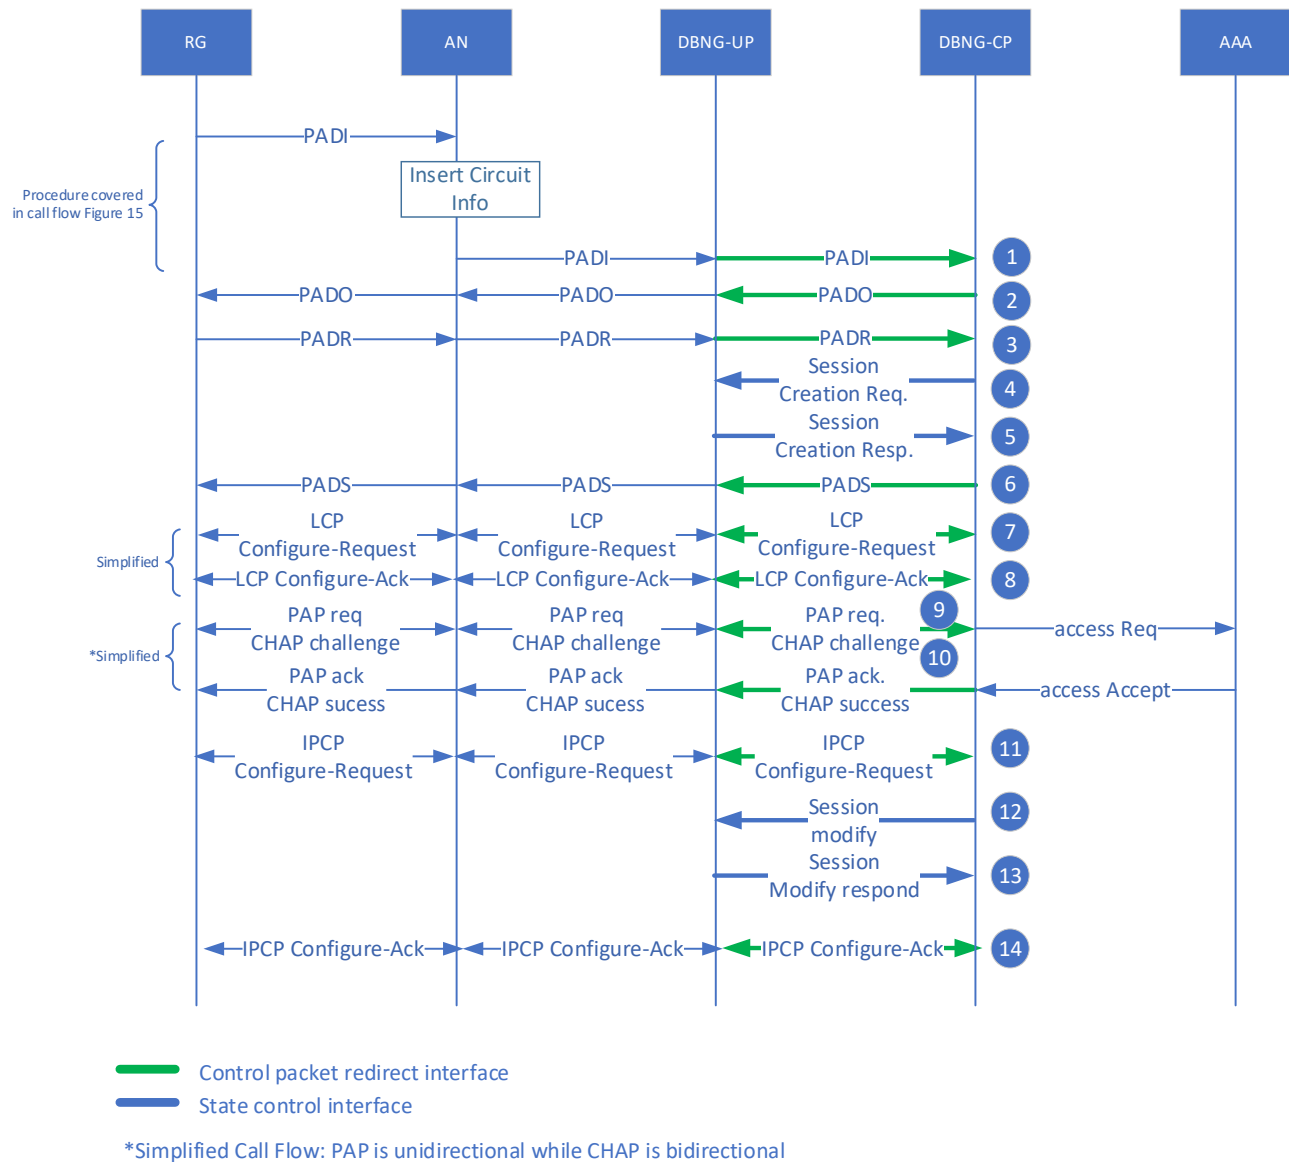 RG
AN
DBNG-UP
DBNG-CP
AAA
PADI
Procedure covered
in call flow Figure 15
Insert Circuit
Info
PADI
PADI
1
PADO
PADO
PADO
2
PADR
PADR
PADR
3
Session
Creation Req.
4
Session
Creation Resp.
5
PADS
PADS
PADS
6
Simplified
LCP
Configure-Request
LCP
Configure-Request
LCP
Configure-Request
7
LCP Configure-Ack
LCP Configure-Ack
LCP Configure-Ack
8
*Simplified
PAP req
CHAP challenge
PAP req
CHAP challenge
PAP req.
CHAP challenge
9
access Req
10
PAP ack
CHAP sucess
PAP ack
CHAP sucess
PAP ack.
CHAP success
access Accept
IPCP
Configure-Request
IPCP
Configure-Request
IPCP
Configure-Request
11
Session
modify
12
Session
Modify respond
13
IPCP Configure-Ack
IPCP Configure-Ack
IPCP Configure-Ack
14
Control packet redirect interface
State control interface
*Simplified Call Flow: PAP is unidirectional while CHAP is bidirectional